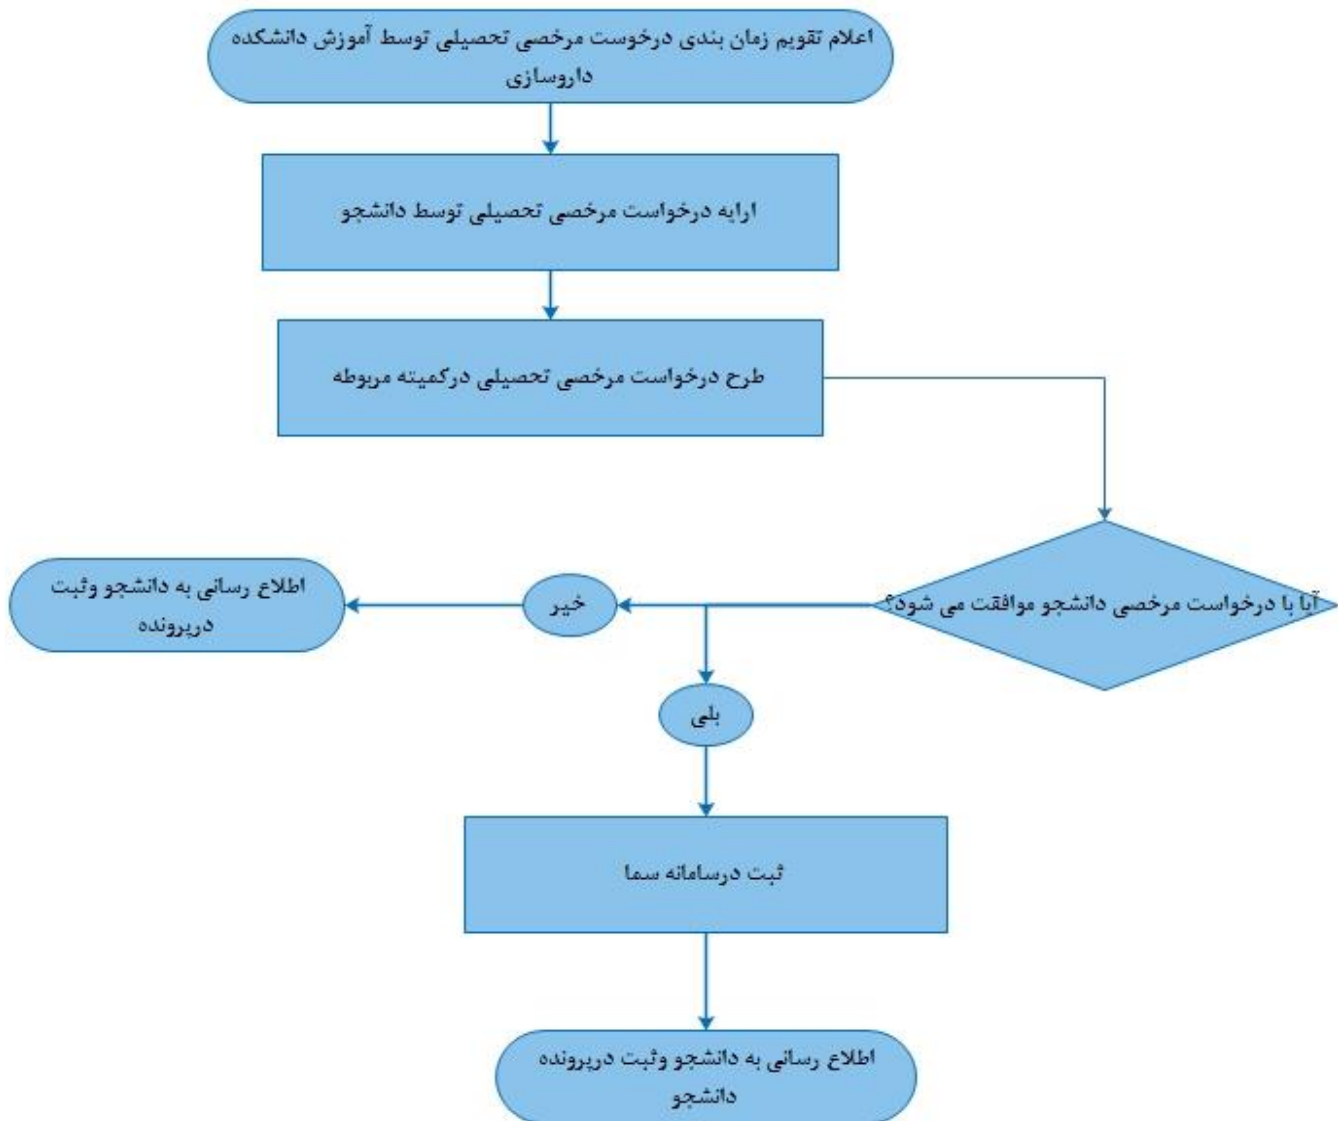 اعلام تقویم زمان بندی درخوست مرخصی تحصیلی توسط آموزش دانشکده
داروسازی
ارایه درخواست مرخصی تحصیلی توسط دانشجو
طرح درخواست مرخصی تحصیلی درکمیته مربوطه
آیا با درخواست مرخصی دانشجو موافقت می شود؟
خیر
اطلاع رسانی به دانشجو وثبت
درپرونده
بلی
ثبت درسامانه سما
اطلاع رسانی به دانشجو وثبت درپرونده
دانشجو